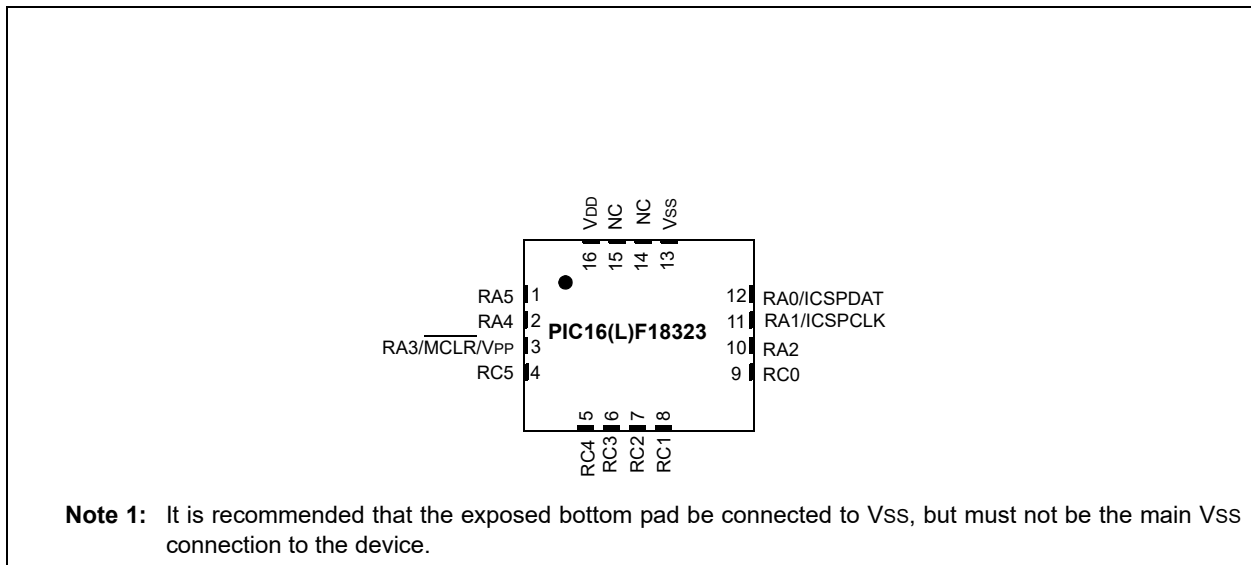 VDD
NC
NC
VSS
16
15
14
13
RA5 1
RA4 2
RA3/MCLR/VPP 3
RC5 4
PIC16(L)F18323
12 RA0/ICSPDAT
11 RA1/ICSPCLK
10 RA2
9 RC0
5
6
7
8
RC4
RC3
RC2
RC1
Note 1: It is recommended that the exposed bottom pad be connected to VSS, but must not be the main VSS
connection to the device.